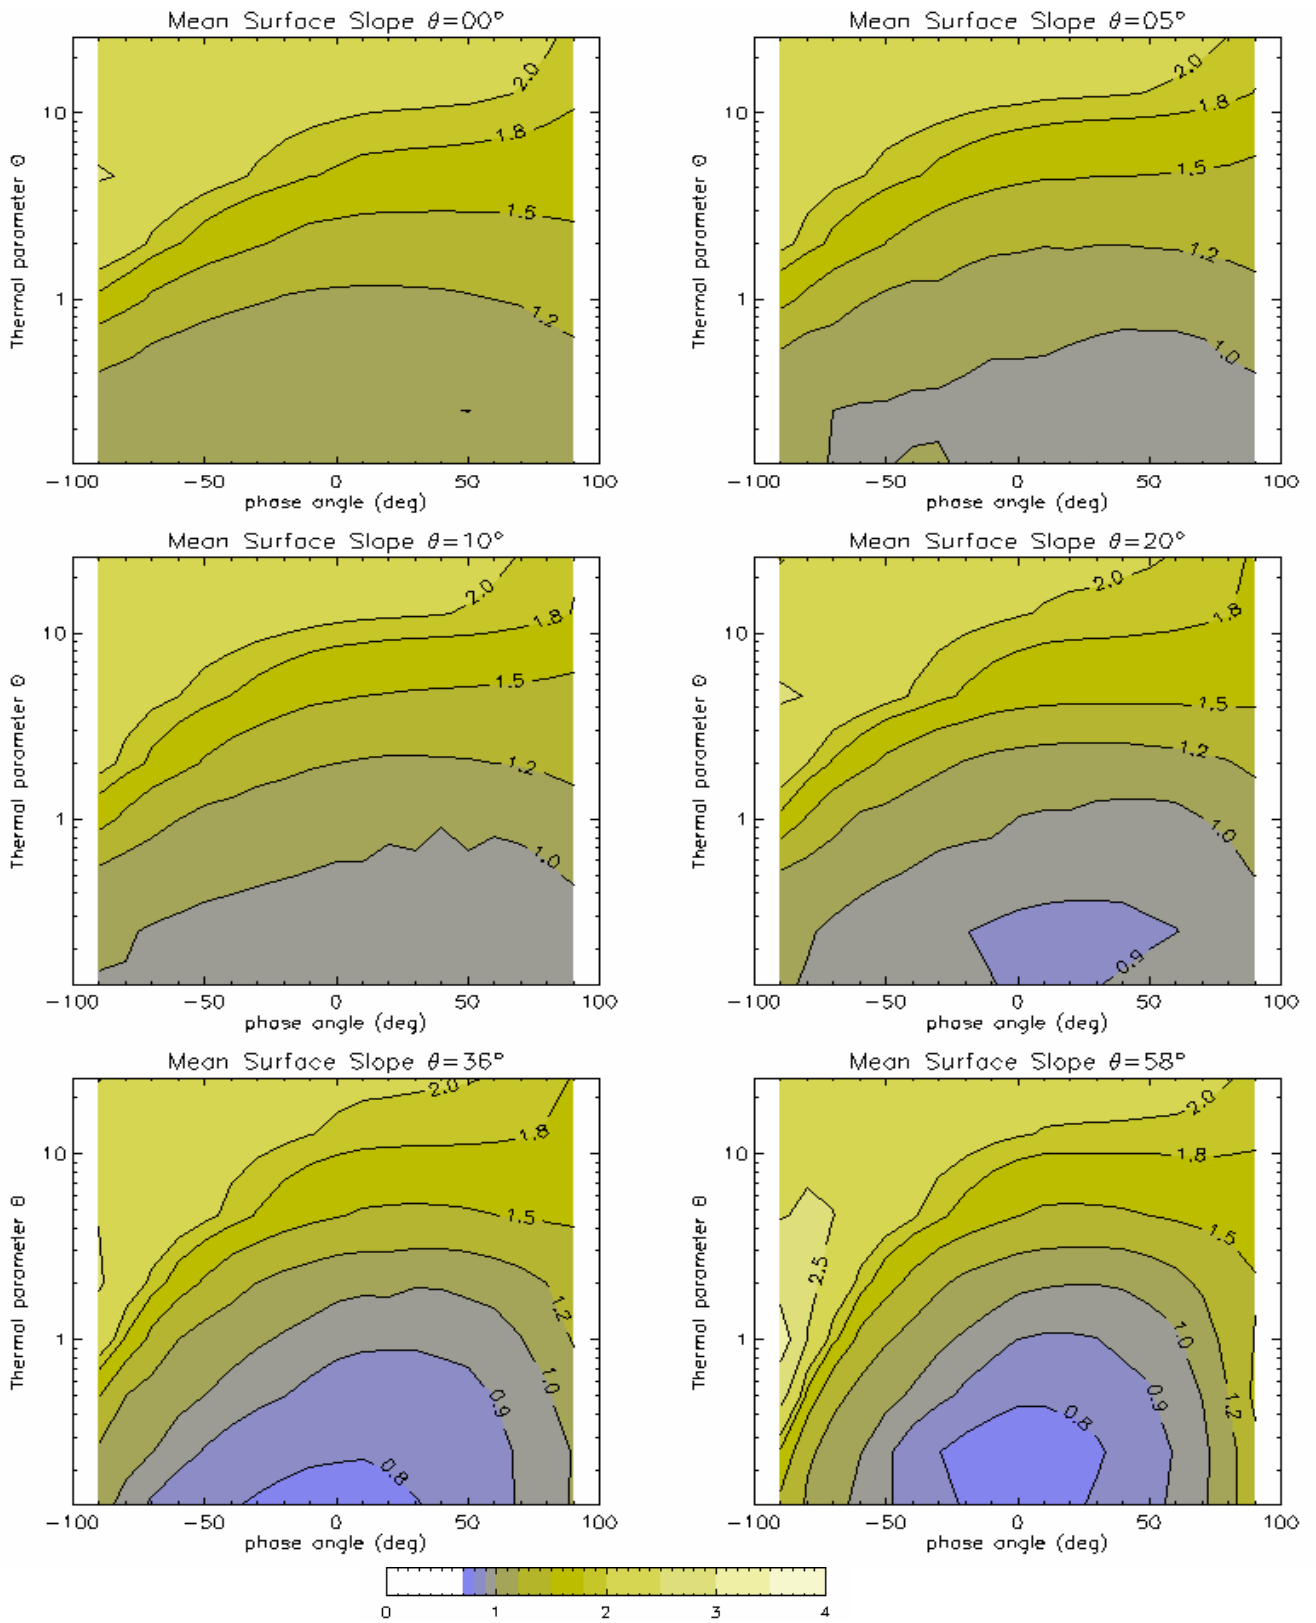 Mean Surface Slope θ=00°
Mean Surface Slope θ=05°
2.0
2.0
10
1.8
10
1.8
Thermal parameter Θ
Thermal parameter Θ
1.5
1.5
1.2
1
1.2
1
1.0
−100 −50 0 50 100
−100 −50 0 50 100
phase angle (deg)
phase angle (deg)
Mean Surface Slope θ=10°
Mean Surface Slope θ=20°
2.0
2.0
10
1.8
10
1.8
Thermal parameter Θ
Thermal parameter Θ
1.5
1.5
1.2
1.2
1
1.0
1
1.0
0.9
−100 −50 0 50 100
−100 −50 0 50 100
phase angle (deg)
phase angle (deg)
Mean Surface Slope θ=36°
Mean Surface Slope θ=58°
2.0
2.0
10
1.8
10
1.8
Thermal parameter Θ
Thermal parameter Θ
1.5
1.5
2.5
1.2
1
1.0
1
1.0
0.9
0.9
1.2
0.8
0.8
−100 −50 0 50 100
−100 −50 0 50 100
phase angle (deg)
phase angle (deg)
0 1 2 3 4